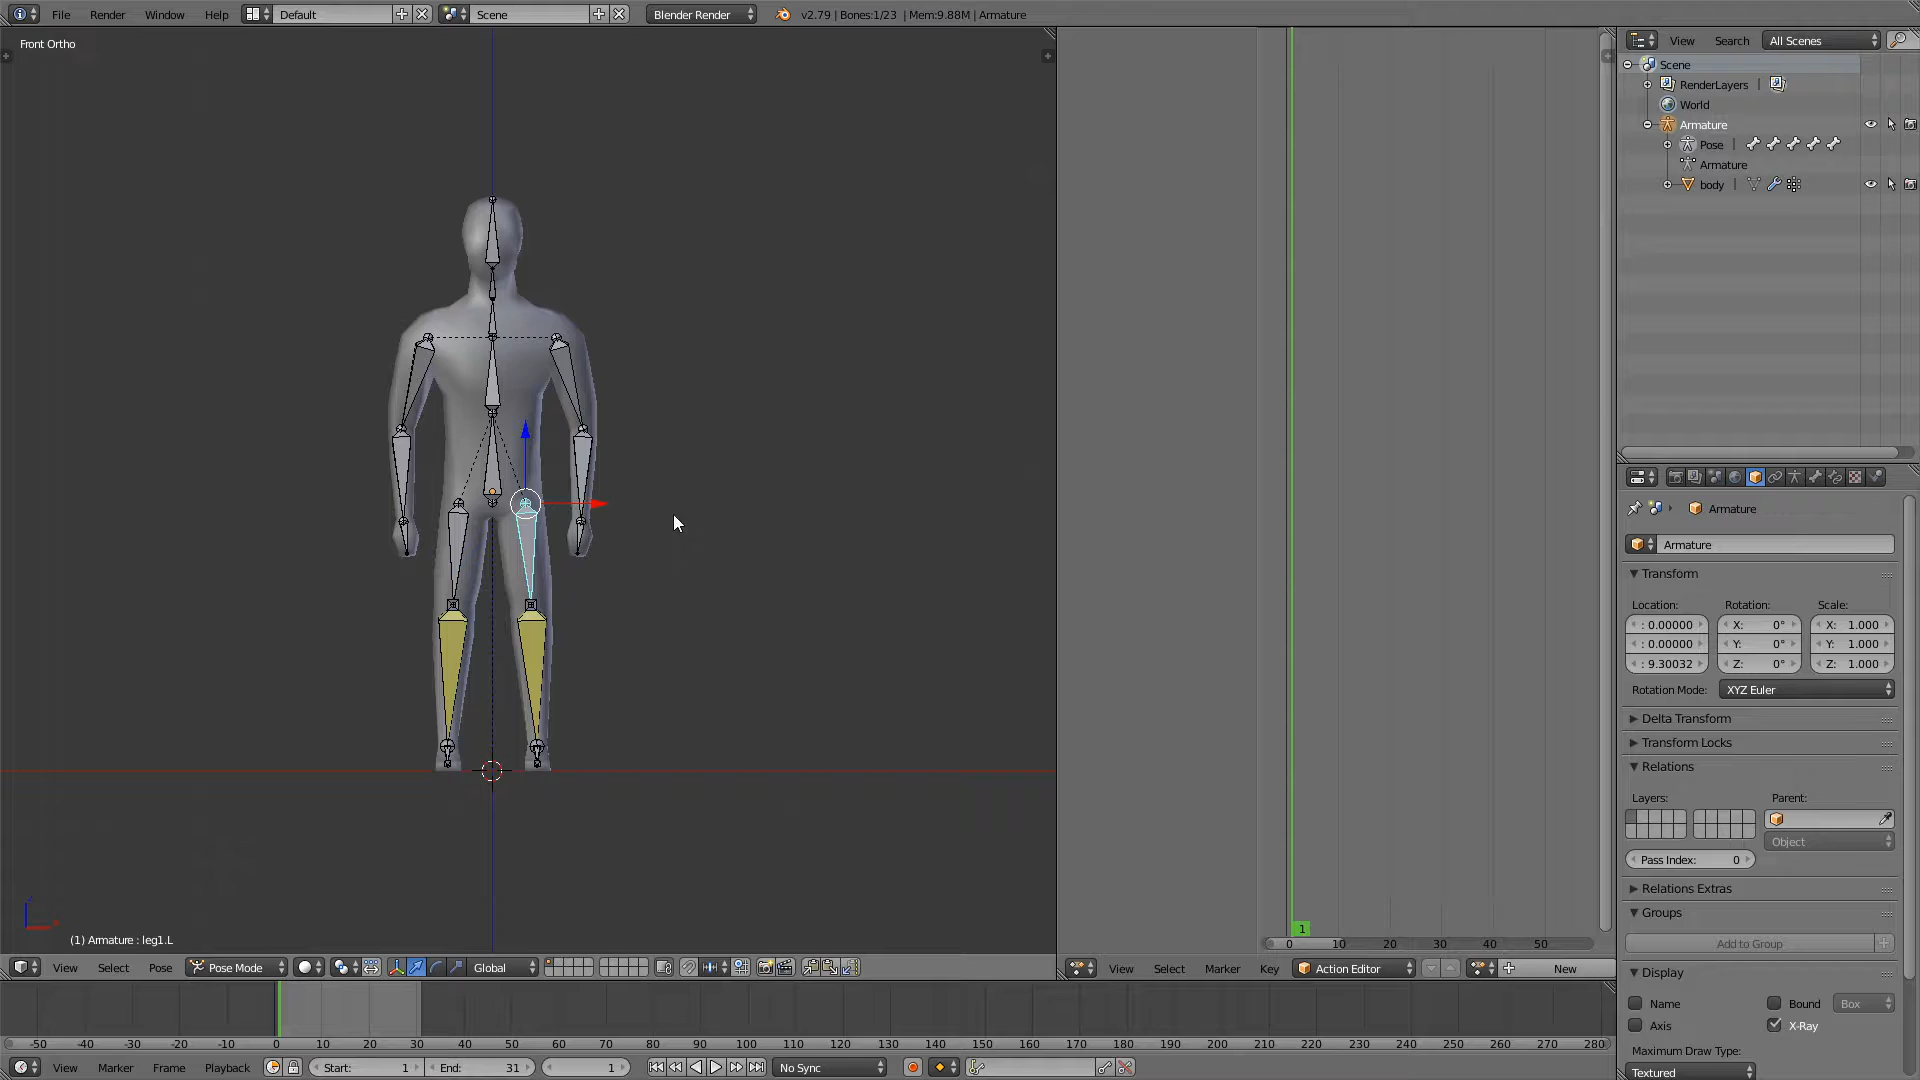 File Render Window Help Default Scene Blender Render v2.79 | Bones:1/23 | Mem:9.88M | Armature
Front Ortho
(1) Armature : leg1.L
View Select Pose Pose Mode Global
1
0 10 20 30 40 50
View Select Marker Key Action Editor New
-50 -40 -30 -20 -10 0 10 20 30 40 50 60 70 80 90 100 110 120 130 140 150 160 170 180 190 200 210 220 230 240 250 260 270 280
View Marker Frame Playback Start: 1 End: 31 1 No Sync
View Search All Scenes
Scene
RenderLayers |
World
Armature
Pose |
Armature
body |
Armature
Armature
Transform
Location: Rotation: Scale:
: 0.00000 X: 0° X: 1.000
: 0.00000 Y: 0° Y: 1.000
: 9.30032 Z: 0° Z: 1.000
Rotation Mode: XYZ Euler
Delta Transform
Transform Locks
Relations
Layers: Parent:
Object
Pass Index: 0
Relations Extras
Groups
Add to Group
Display
Name Bound Box
Axis X-Ray
Maximum Draw Type:
Textured